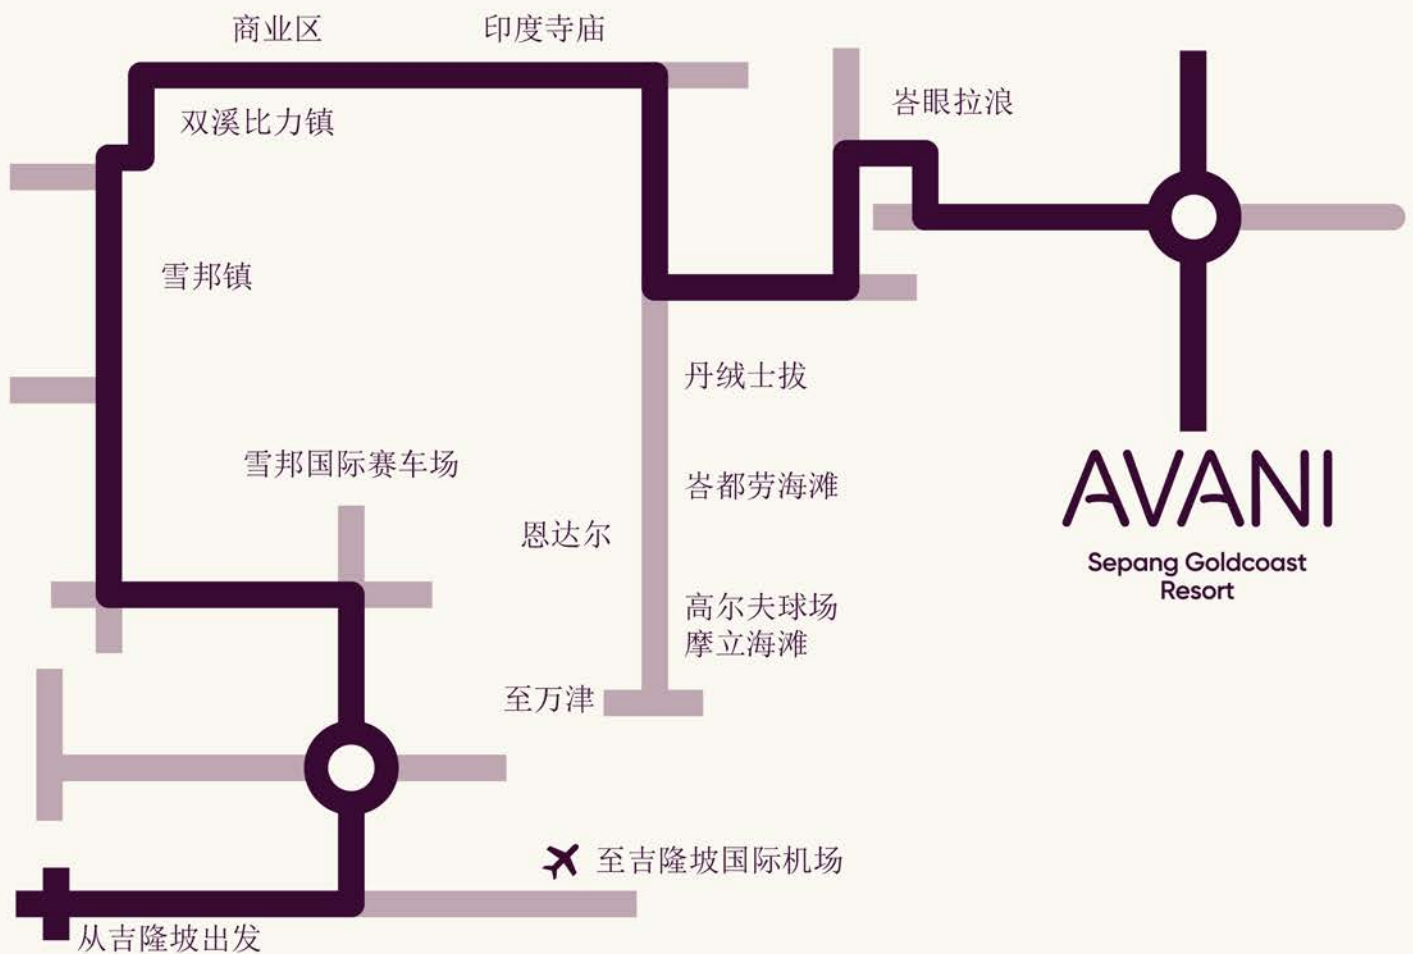 商业区
印度寺庙
峇眼拉浪
双溪比力镇
雪邦镇
丹绒士拔
雪邦国际赛车场
峇都劳海滩
恩达尔
AVANI
Sepang Goldcoast
Resort
高尔夫球场
摩立海滩
至万津
至吉隆坡国际机场
从吉隆坡出发